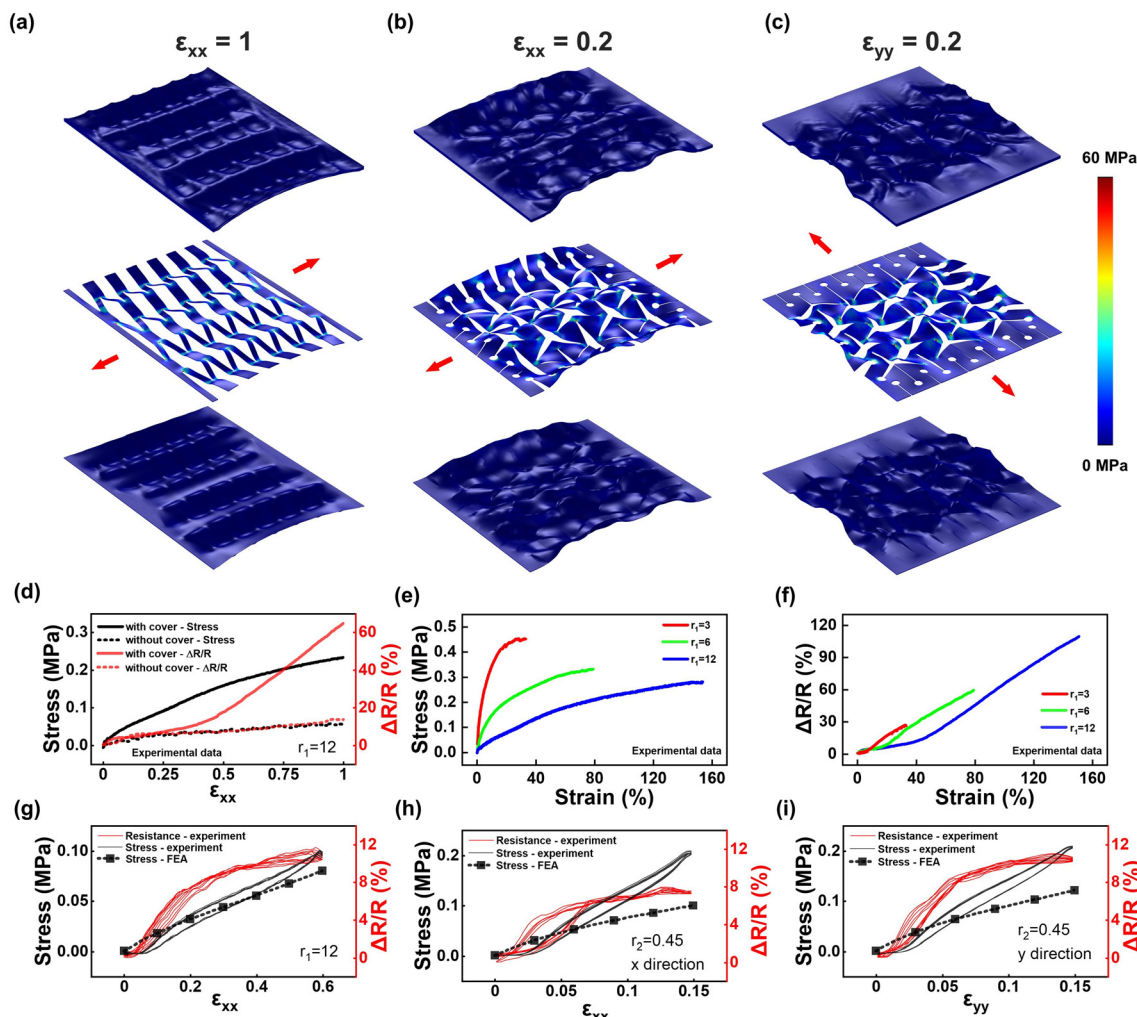 (a)
(b)
(c)
εxx = 1
εxx = 0.2
εyy = 0.2
60 MPa
0 MPa
(d)
Stress (MPa)
0.3
0.2
0.1
0.0
with cover - Stress
without cover - Stress
with cover - ΔR/R
without cover - ΔR/R
Experimental data
r1=12
60
40
20
0
ΔR/R (%)
0
0.25
0.5
0.75
1
εxx
(e)
Stress (MPa)
0.5
0.4
0.3
0.2
0.1
0.0
r1=3
r1=6
r1=12
Experimental data
0
40
80
120
160
Strain (%)
(f)
ΔR/R (%)
120
90
60
30
0
r1=3
r1=6
r1=12
Experimental data
0
40
80
120
160
Strain (%)
(g)
Stress (MPa)
0.10
0.05
0.00
Resistance - experiment
Stress - experiment
Stress - FEA
r1=12
12
8
4
0
ΔR/R (%)
0
0.2
0.4
0.6
εxx
(h)
Stress (MPa)
0.2
0.1
0.0
Resistance - experiment
Stress - experiment
Stress - FEA
r2=0.45
x direction
12
8
4
0
ΔR/R (%)
0
0.05
0.10
0.15
εxx
(i)
Stress (MPa)
0.2
0.1
0.0
Resistance - experiment
Stress - experiment
Stress - FEA
r2=0.45
y direction
12
8
4
0
ΔR/R (%)
0
0.05
0.10
0.15
εyy